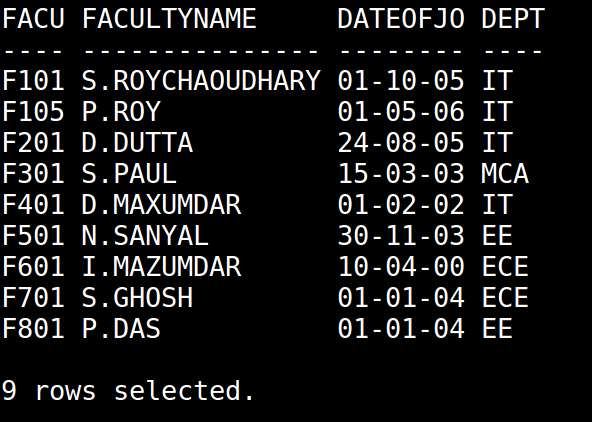 FACU FACULTYNAME     DATEOFJO DEPT
---- --------------- -------- ----
F101 S.ROYCHAOUDHARY 01-10-05 IT
F105 P.ROY           01-05-06 IT
F201 D.DUTTA         24-08-05 IT
F301 S.PAUL          15-03-03 MCA
F401 D.MAXUMDAR      01-02-02 IT
F501 N.SANYAL        30-11-03 EE
F601 I.MAZUMDAR      10-04-00 ECE
F701 S.GHOSH         01-01-04 ECE
F801 P.DAS           01-01-04 EE
9 rows selected.